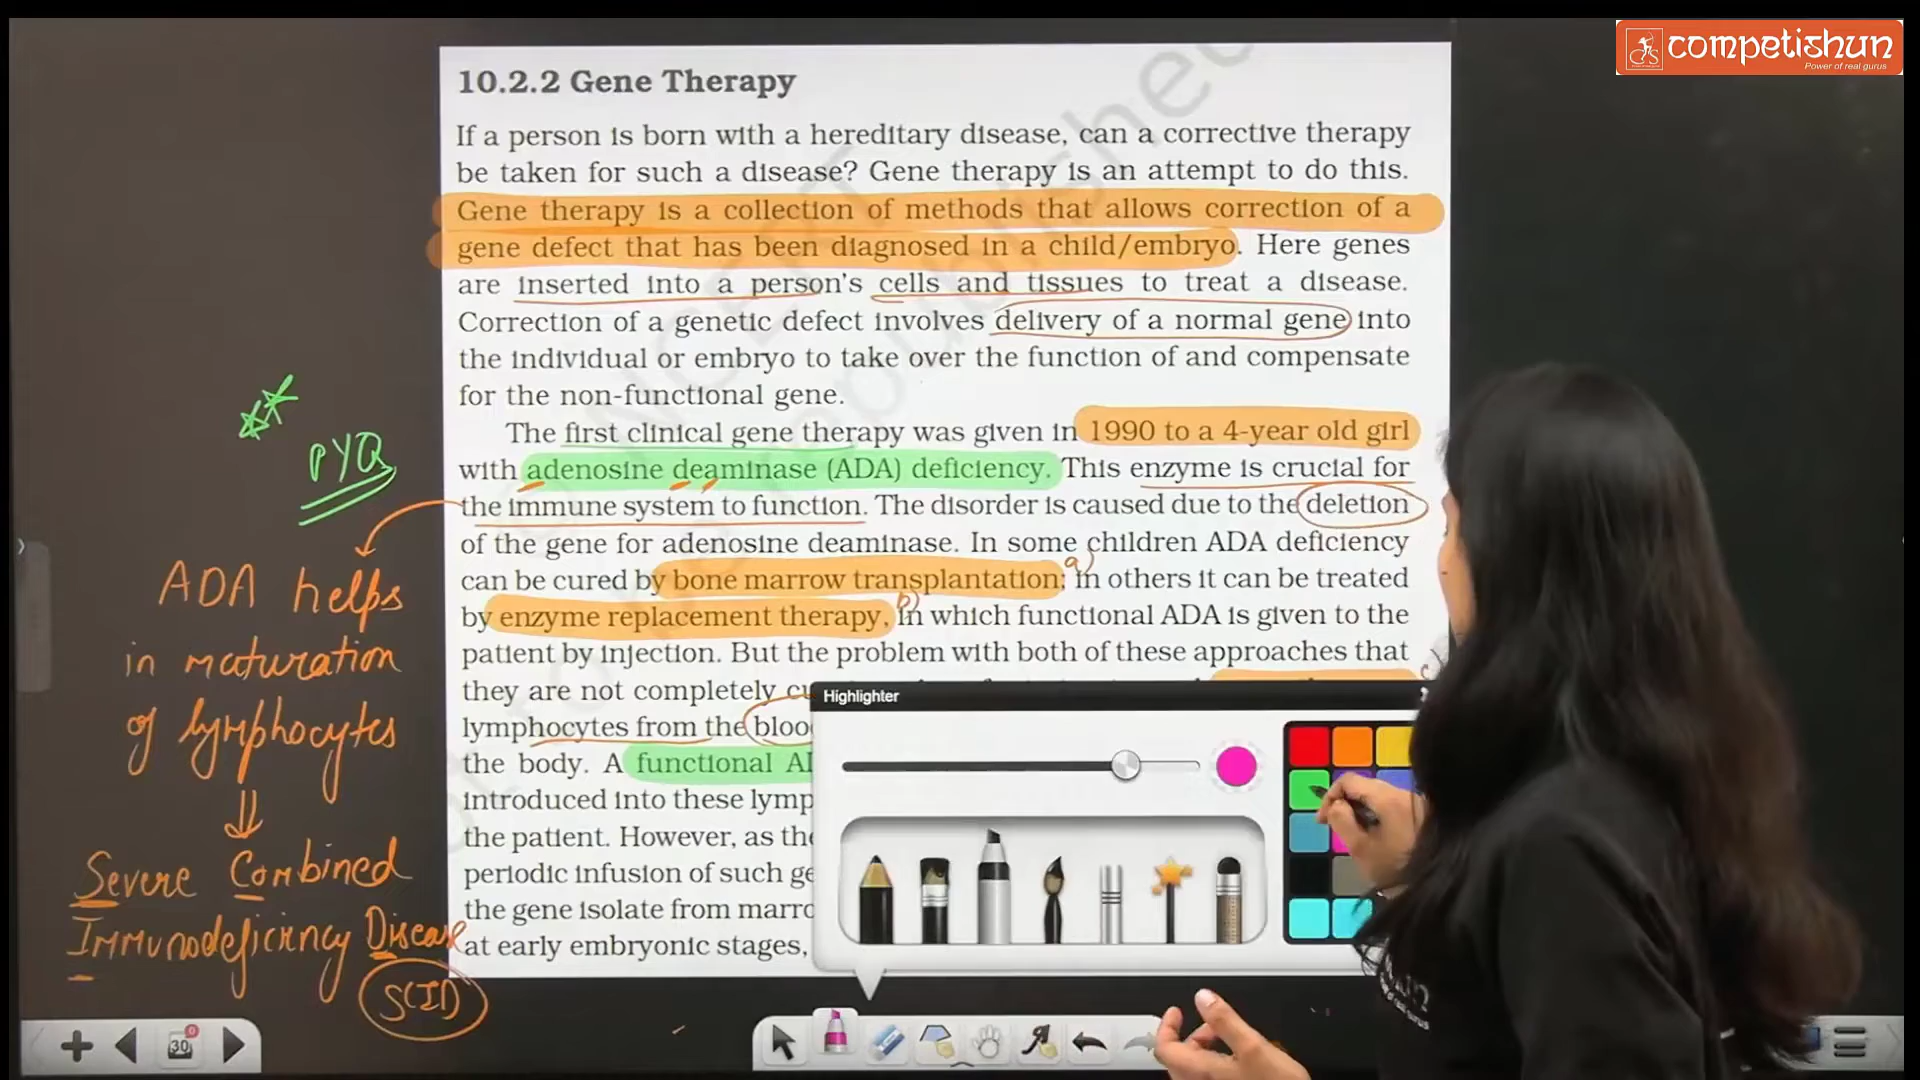 competishun
Power of real gurus
10.2.2 Gene Therapy
If a person is born with a hereditary disease, can a corrective therapy
be taken for such a disease? Gene therapy is an attempt to do this.
Gene therapy is a collection of methods that allows correction of a
gene defect that has been diagnosed in a child/embryo. Here genes
are inserted into a person's cells and tissues to treat a disease.
Correction of a genetic defect involves delivery of a normal gene into
the individual or embryo to take over the function of and compensate
for the non-functional gene.
The first clinical gene therapy was given in 1990 to a 4-year old girl
with adenosine deaminase (ADA) deficiency. This enzyme is crucial for
the immune system to function. The disorder is caused due to the deletion
of the gene for adenosine deaminase. In some children ADA deficiency
can be cured by bone marrow transplantation; in others it can be treated
by enzyme replacement therapy, in which functional ADA is given to the
patient by injection. But the problem with both of these approaches that
they are not completely
lymphocytes from the
the body. A functional
introduced into these
the patient. However, as
periodic infusion of such
the gene isolate from
at early embryonic stages,
a)
b)
PYQ
ADA helps
in maturation
of lymphocytes
Severe Combined
Immunodeficiency Disease
SCID
Highlighter
30
0